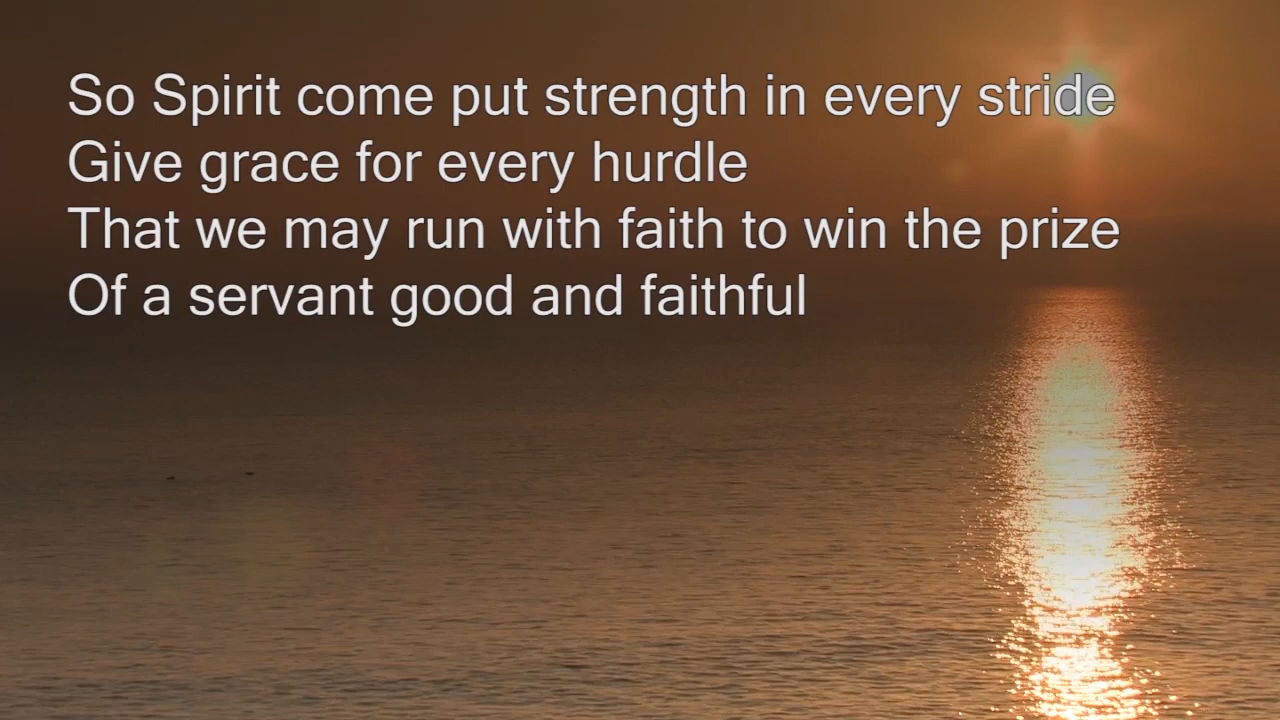 So Spirit come put strength in every stride
Give grace for every hurdle
That we may run with faith to win the prize
Of a servant good and faithful